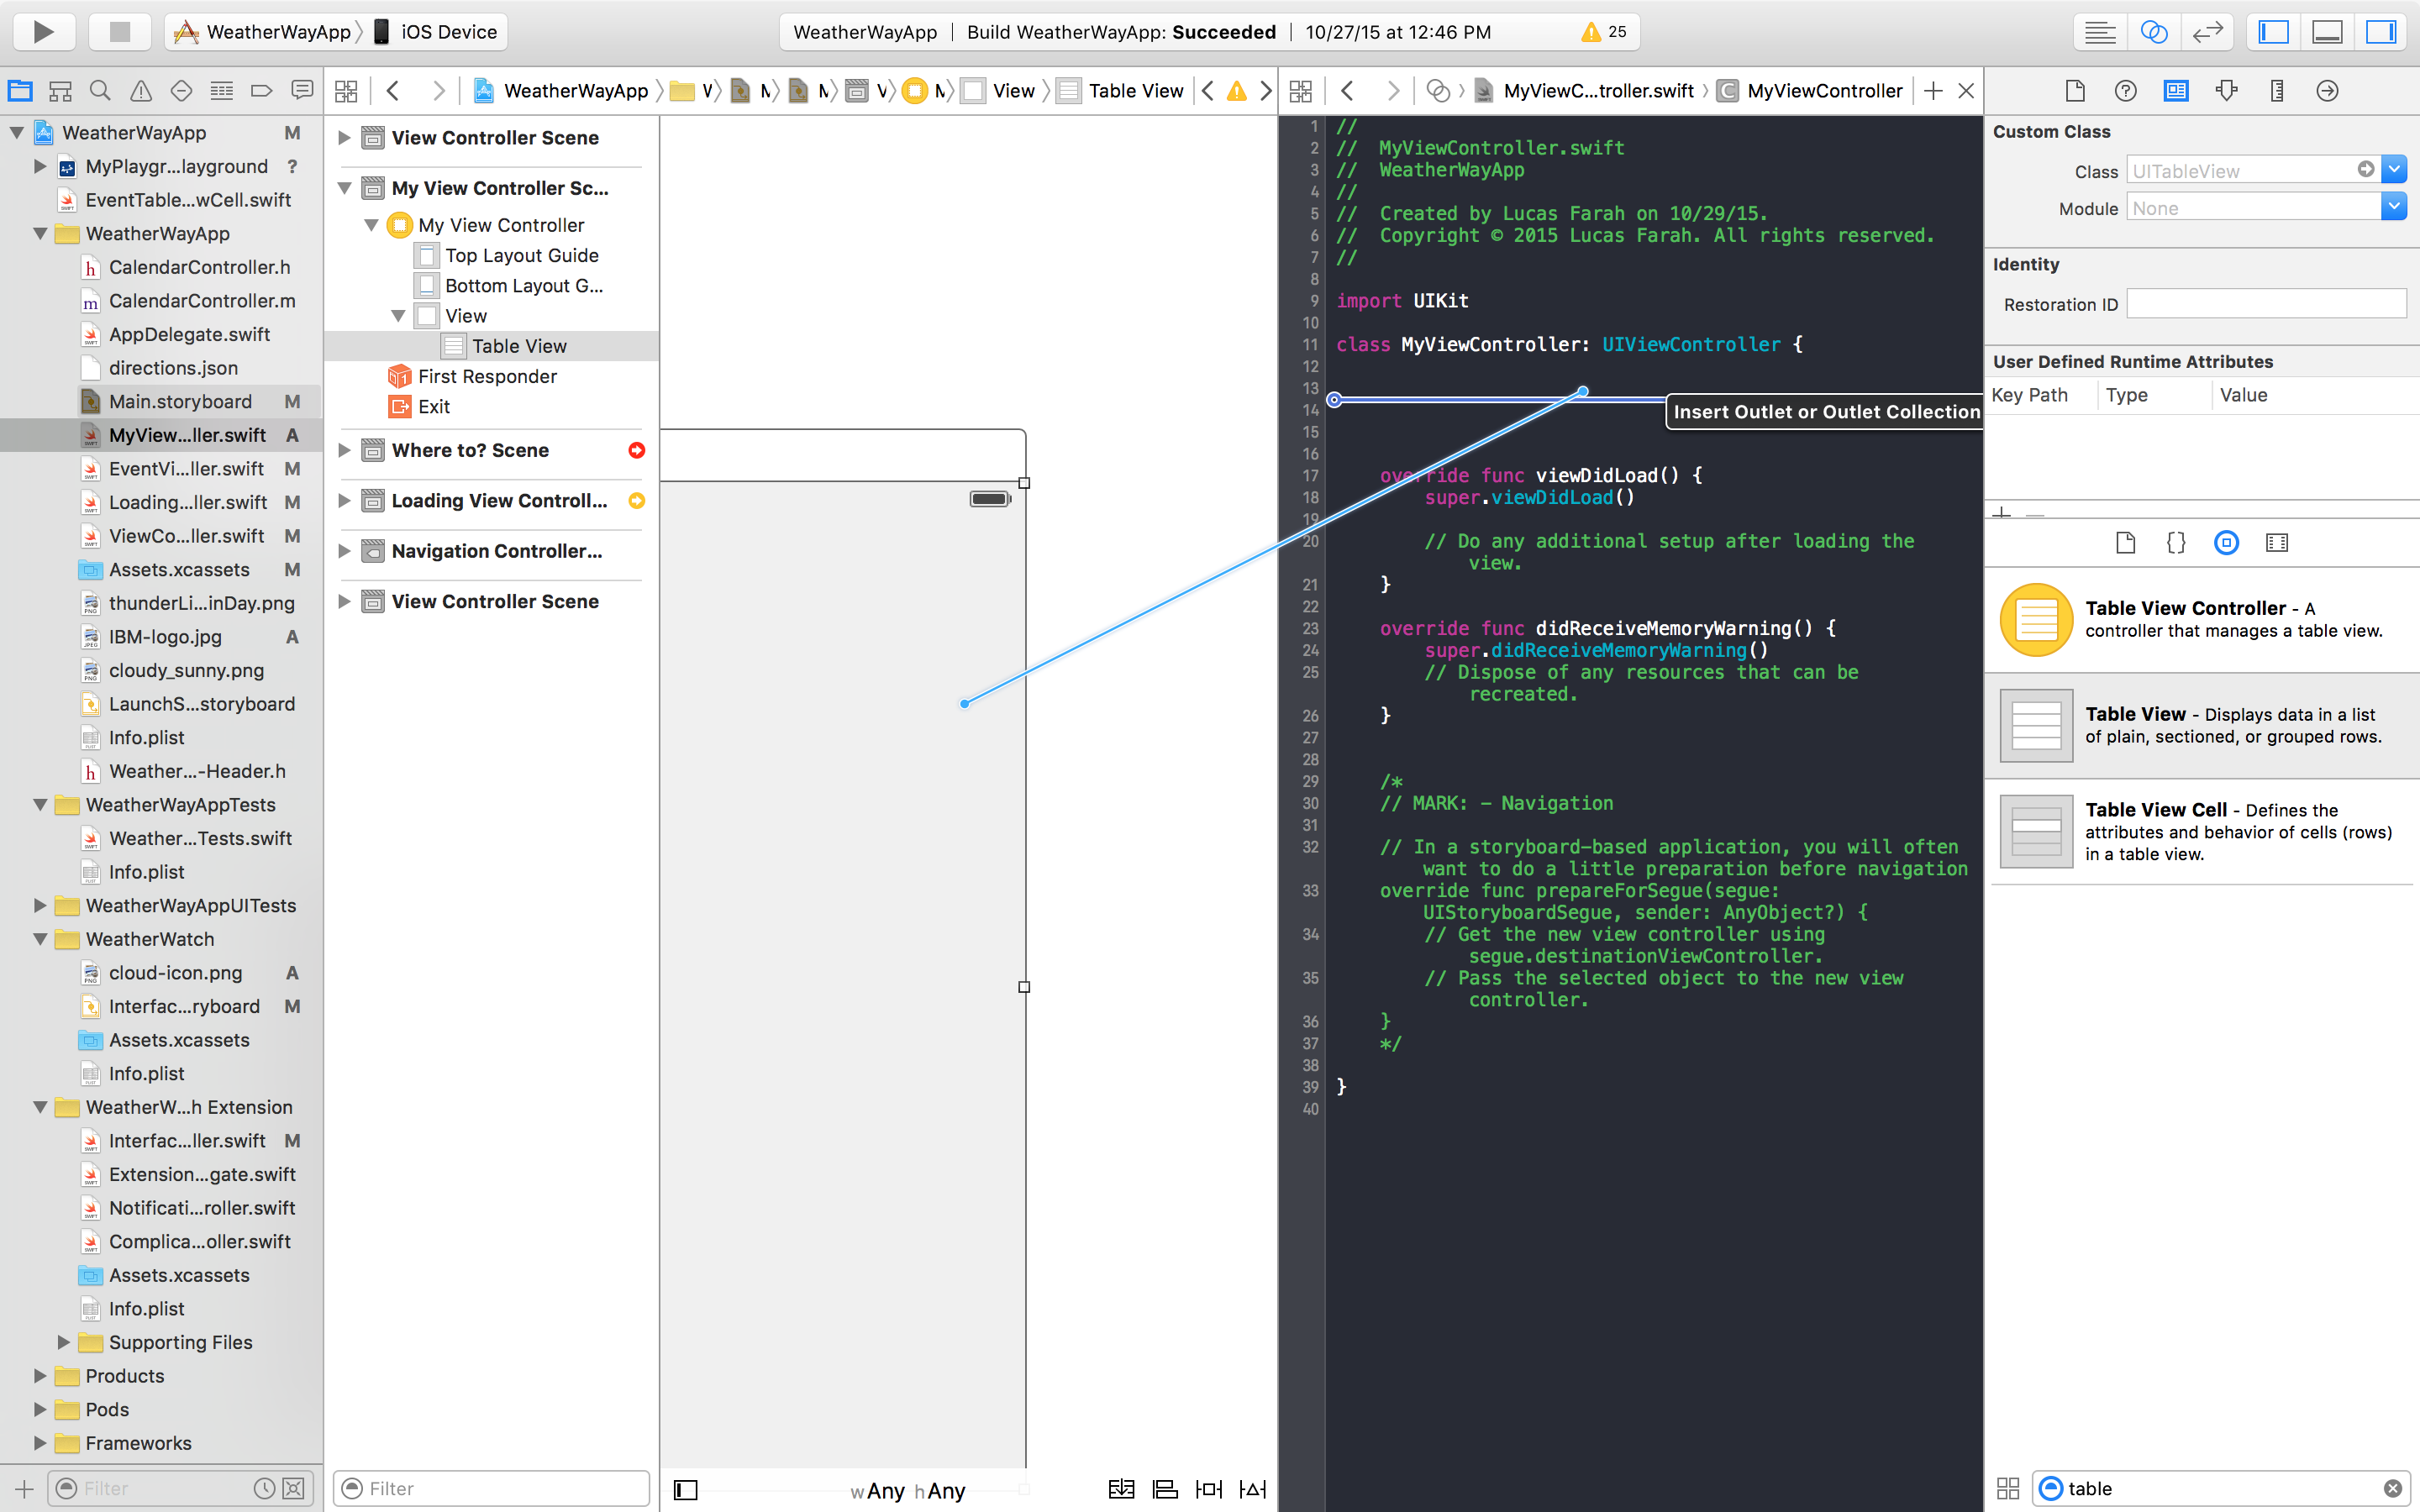 WeatherWayApp iOS Device
WeatherWayApp Build WeatherWayApp: Succeeded 10/27/15 at 12:46 PM 25
WeatherWayApp M
MyPlaygr...layground ?
EventTable...wCell.swift
WeatherWayApp
CalendarController.h
CalendarController.m
AppDelegate.swift
directions.json
Main.storyboard M
MyView...ller.swift A
EventVi...ller.swift M
Loading...ller.swift M
ViewCo...ller.swift M
Assets.xcassets M
thunderLi...inDay.png
IBM-logo.jpg A
cloudy_sunny.png
LaunchS...storyboard
Info.plist
Weather...-Header.h
WeatherWayAppTests
Weather...Tests.swift
Info.plist
WeatherWayAppUITests
WeatherWatch
cloud-icon.png A
Interfac...ryboard M
Assets.xcassets
Info.plist
WeatherW...h Extension
Interfac...ller.swift M
Extension...gate.swift
Notificati...roller.swift
Complica...oller.swift
Assets.xcassets
Info.plist
Supporting Files
Products
Pods
Frameworks
Filter
WeatherWayApp View Table View
View Controller Scene
My View Controller Sc...
My View Controller
Top Layout Guide
Bottom Layout G...
View
Table View
First Responder
Exit
Where to? Scene
Loading View Controll...
Navigation Controller...
View Controller Scene
Filter
w Any h Any
MyViewC...troller.swift C MyViewController
1 //
2 //  MyViewController.swift
3 //  WeatherWayApp
4 //
5 //  Created by Lucas Farah on 10/29/15.
6 //  Copyright © 2015 Lucas Farah. All rights reserved.
7 //
8
9 import UIKit
10
11 class MyViewController: UIViewController {
12
13
Insert Outlet or Outlet Collection
14
15
16
17 override func viewDidLoad() {
18 super.viewDidLoad()
19
20 // Do any additional setup after loading the
view.
21 }
22
23 override func didReceiveMemoryWarning() {
24 super.didReceiveMemoryWarning()
25 // Dispose of any resources that can be
recreated.
26 }
27
28
29 /*
30 // MARK: - Navigation
31
32 // In a storyboard-based application, you will often
want to do a little preparation before navigation
33 override func prepareForSegue(segue:
UIStoryboardSegue, sender: AnyObject?) {
34 // Get the new view controller using
segue.destinationViewController.
35 // Pass the selected object to the new view
controller.
36 }
37 */
38
39 }
40
Custom Class
Class UITableView
Module None
Identity
Restoration ID
User Defined Runtime Attributes
Key Path Type Value
Table View Controller - A
controller that manages a table view.
Table View - Displays data in a list
of plain, sectioned, or grouped rows.
Table View Cell - Defines the
attributes and behavior of cells (rows)
in a table view.
table